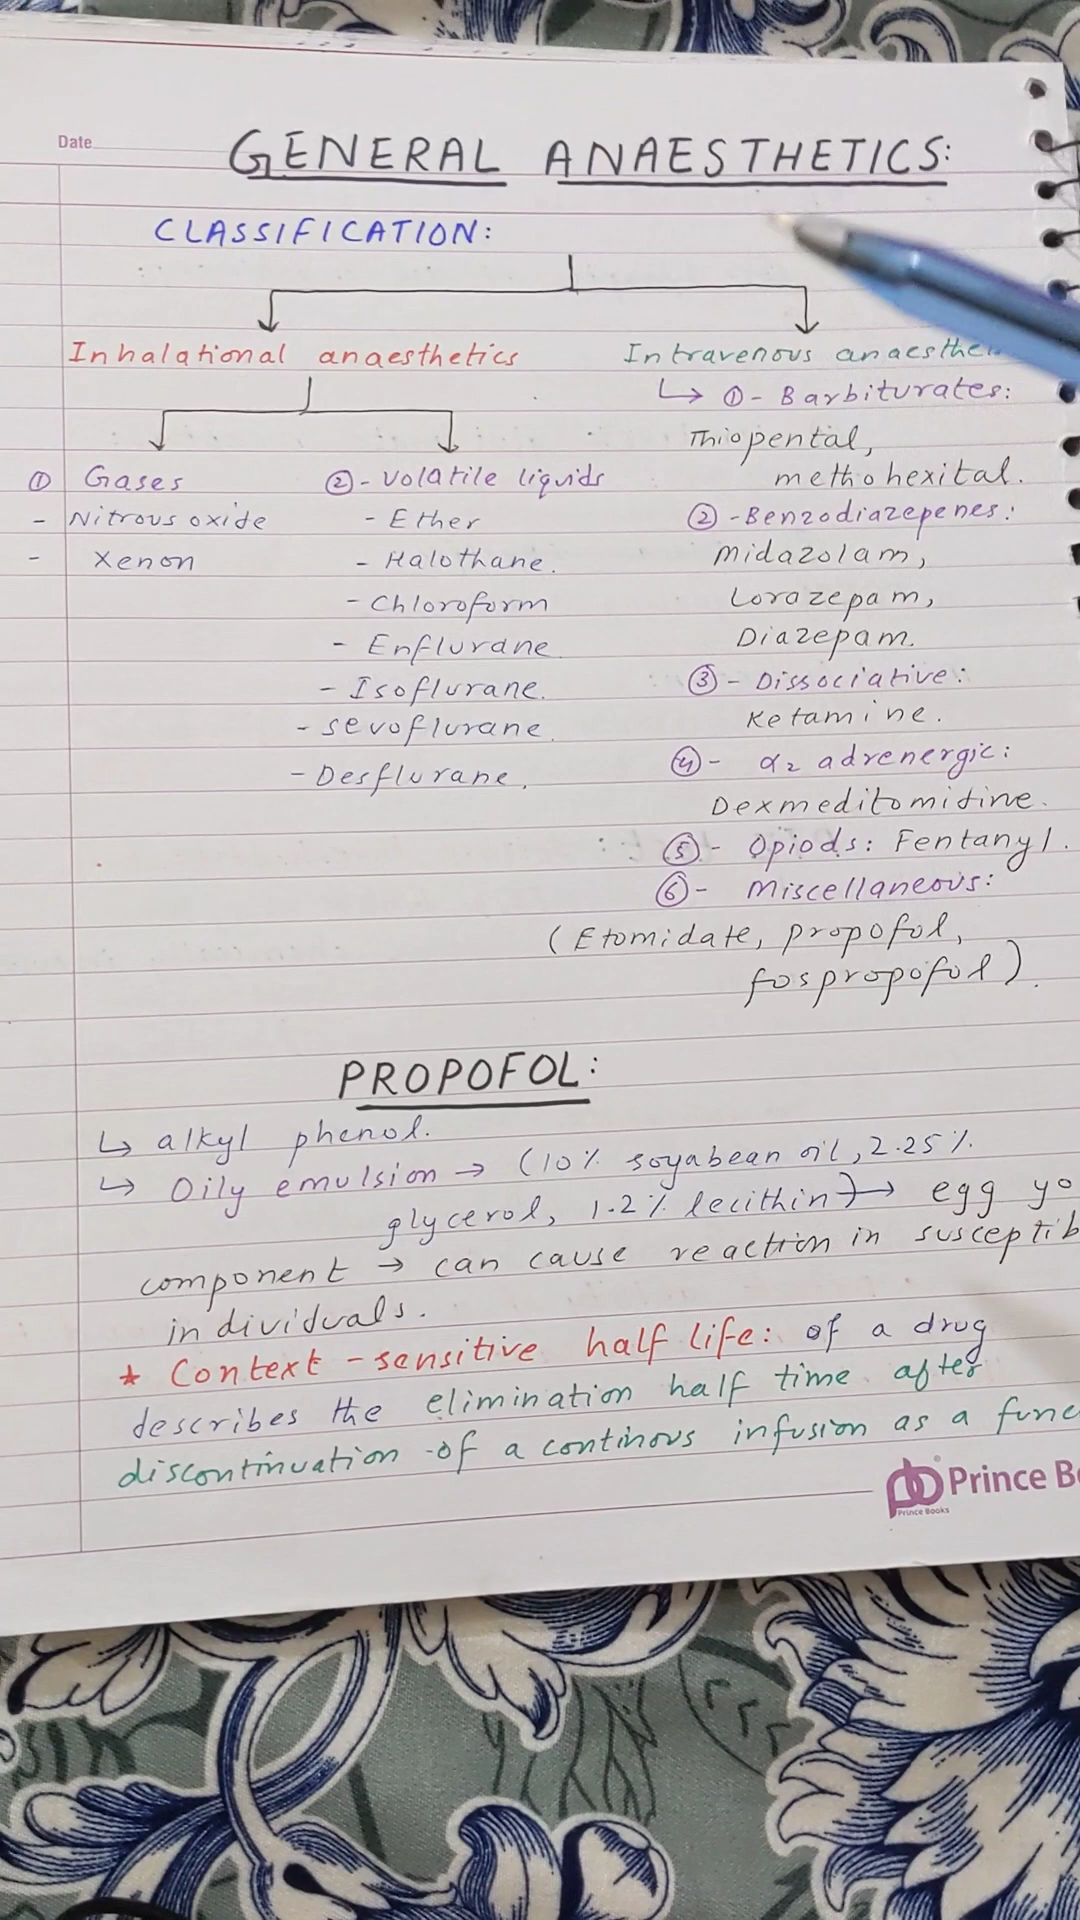 Date
GENERAL ANAESTHETICS:
CLASSIFICATION:
Inhalational anaesthetics
① Gases
- Nitrous oxide
- Xenon
②- Volatile liquids
- Ether
- Halothane.
- Chloroform
- Enflurane
- Isoflurane.
- sevoflurane.
- Desflurane.
Intravenous
↳ ①- Barbiturates:
Thiopental,
methohexital.
② -Benzodiazepenes:
Midazolam,
Lorazepam,
Diazepam.
③- Dissociative:
Ketamine.
④- α2 adrenergic:
Dexmeditomidine.
⑤- Opiods: Fentanyl.
⑥- Miscellaneous:
(Etomidate, propofol,
fospropofol).
PROPOFOL:
↳ alkyl phenol.
↳ Oily emulsion → (10% soyabean oil, 2.25%
glycerol, 1.2% lecithin) → egg
component → can cause reaction in
individuals.
* Context-sensitive half life: of a drug
describes the elimination half time after
discontinuation of a continous infusion as a
Prince
Prince Books